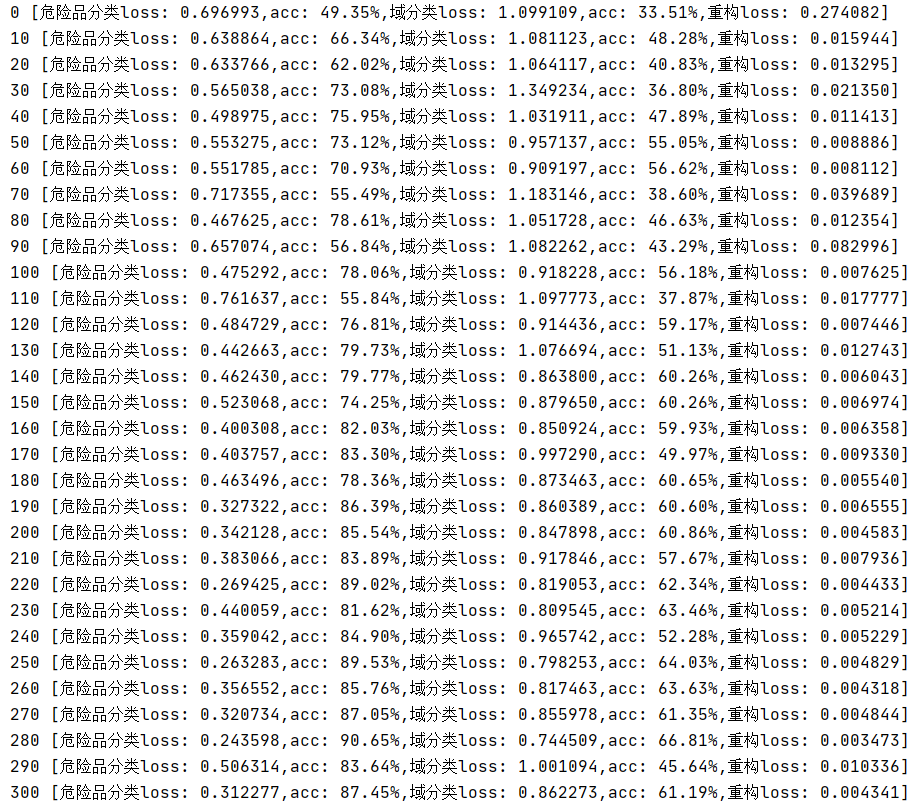 0 [危险品分类loss: 0.696993,acc: 49.35%,域分类loss: 1.099109,acc: 33.51%,重构loss: 0.274082]
10 [危险品分类loss: 0.638864,acc: 66.34%,域分类loss: 1.081123,acc: 48.28%,重构loss: 0.015944]
20 [危险品分类loss: 0.633766,acc: 62.02%,域分类loss: 1.064117,acc: 40.83%,重构loss: 0.013295]
30 [危险品分类loss: 0.565038,acc: 73.08%,域分类loss: 1.349234,acc: 36.80%,重构loss: 0.021350]
40 [危险品分类loss: 0.498975,acc: 75.95%,域分类loss: 1.031911,acc: 47.89%,重构loss: 0.011413]
50 [危险品分类loss: 0.553275,acc: 73.12%,域分类loss: 0.957137,acc: 55.05%,重构loss: 0.008886]
60 [危险品分类loss: 0.551785,acc: 70.93%,域分类loss: 0.909197,acc: 56.62%,重构loss: 0.008112]
70 [危险品分类loss: 0.717355,acc: 55.49%,域分类loss: 1.183146,acc: 38.60%,重构loss: 0.039689]
80 [危险品分类loss: 0.467625,acc: 78.61%,域分类loss: 1.051728,acc: 46.63%,重构loss: 0.012354]
90 [危险品分类loss: 0.657074,acc: 56.84%,域分类loss: 1.082262,acc: 43.29%,重构loss: 0.082996]
100 [危险品分类loss: 0.475292,acc: 78.06%,域分类loss: 0.918228,acc: 56.18%,重构loss: 0.007625]
110 [危险品分类loss: 0.761637,acc: 55.84%,域分类loss: 1.097773,acc: 37.87%,重构loss: 0.017777]
120 [危险品分类loss: 0.484729,acc: 76.81%,域分类loss: 0.914436,acc: 59.17%,重构loss: 0.007446]
130 [危险品分类loss: 0.442663,acc: 79.73%,域分类loss: 1.076694,acc: 51.13%,重构loss: 0.012743]
140 [危险品分类loss: 0.462430,acc: 79.77%,域分类loss: 0.863800,acc: 60.26%,重构loss: 0.006043]
150 [危险品分类loss: 0.523068,acc: 74.25%,域分类loss: 0.879650,acc: 60.26%,重构loss: 0.006974]
160 [危险品分类loss: 0.400308,acc: 82.03%,域分类loss: 0.850924,acc: 59.93%,重构loss: 0.006358]
170 [危险品分类loss: 0.403757,acc: 83.30%,域分类loss: 0.997290,acc: 49.97%,重构loss: 0.009330]
180 [危险品分类loss: 0.463496,acc: 78.36%,域分类loss: 0.873463,acc: 60.65%,重构loss: 0.005540]
190 [危险品分类loss: 0.327322,acc: 86.39%,域分类loss: 0.860389,acc: 60.60%,重构loss: 0.006555]
200 [危险品分类loss: 0.342128,acc: 85.54%,域分类loss: 0.847898,acc: 60.86%,重构loss: 0.004583]
210 [危险品分类loss: 0.383066,acc: 83.89%,域分类loss: 0.917846,acc: 57.67%,重构loss: 0.007936]
220 [危险品分类loss: 0.269425,acc: 89.02%,域分类loss: 0.819053,acc: 62.34%,重构loss: 0.004433]
230 [危险品分类loss: 0.440059,acc: 81.62%,域分类loss: 0.809545,acc: 63.46%,重构loss: 0.005214]
240 [危险品分类loss: 0.359042,acc: 84.90%,域分类loss: 0.965742,acc: 52.28%,重构loss: 0.005229]
250 [危险品分类loss: 0.263283,acc: 89.53%,域分类loss: 0.798253,acc: 64.03%,重构loss: 0.004829]
260 [危险品分类loss: 0.356552,acc: 85.76%,域分类loss: 0.817463,acc: 63.63%,重构loss: 0.004318]
270 [危险品分类loss: 0.320734,acc: 87.05%,域分类loss: 0.855978,acc: 61.35%,重构loss: 0.004844]
280 [危险品分类loss: 0.243598,acc: 90.65%,域分类loss: 0.744509,acc: 66.81%,重构loss: 0.003473]
290 [危险品分类loss: 0.506314,acc: 83.64%,域分类loss: 1.001094,acc: 45.64%,重构loss: 0.010336]
300 [危险品分类loss: 0.312277,acc: 87.45%,域分类loss: 0.862273,acc: 61.19%,重构loss: 0.004341]